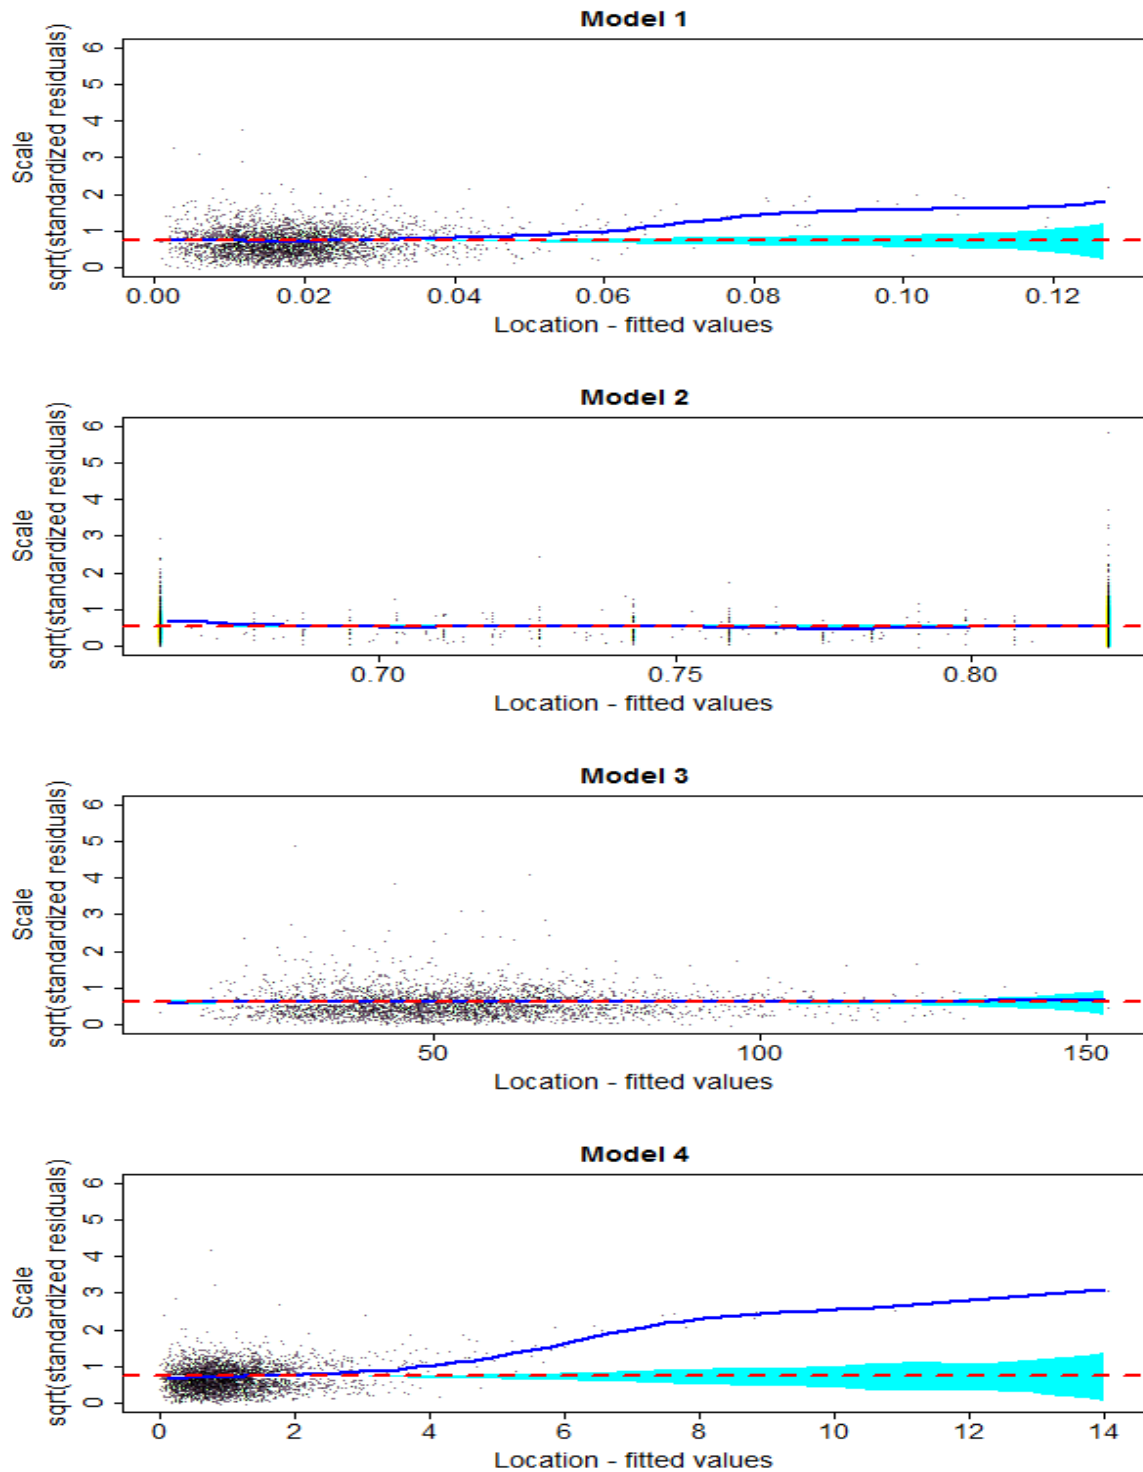 Model 1
Scale
sqrt(standardized residuals)
6
5
4
3
2
1
0
0.00 0.02 0.04 0.06 0.08 0.10 0.12
Location - fitted values
Model 2
Scale
sqrt(standardized residuals)
6
5
4
3
2
1
0
0.70 0.75 0.80
Location - fitted values
Model 3
Scale
sqrt(standardized residuals)
6
5
4
3
2
1
0
50 100 150
Location - fitted values
Model 4
Scale
sqrt(standardized residuals)
6
5
4
3
2
1
0
0 2 4 6 8 10 12 14
Location - fitted values